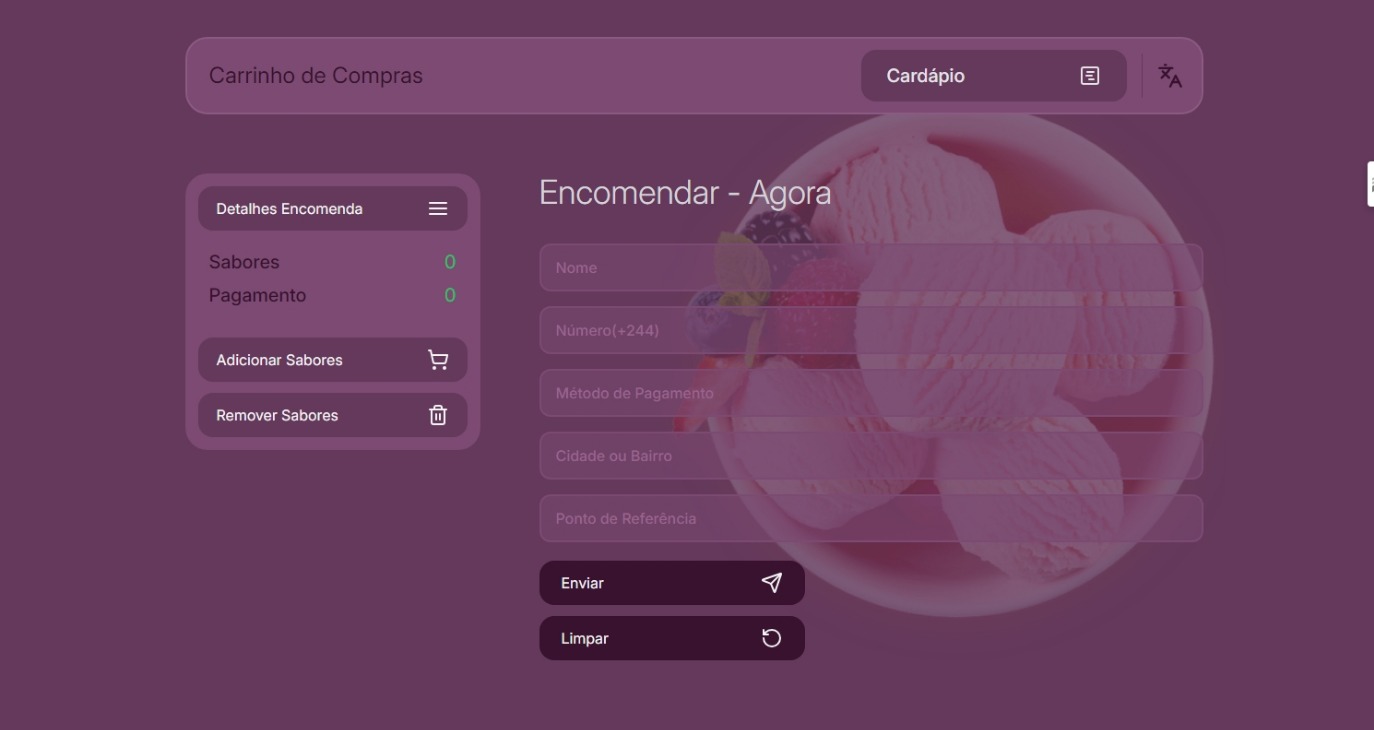 Carrinho de Compras
Cardápio
Detalhes Encomenda
Sabores 0
Pagamento 0
Adicionar Sabores
Remover Sabores
Encomendar - Agora
Nome
Número(+244)
Método de Pagamento
Cidade ou Bairro
Ponto de Referência
Enviar
Limpar